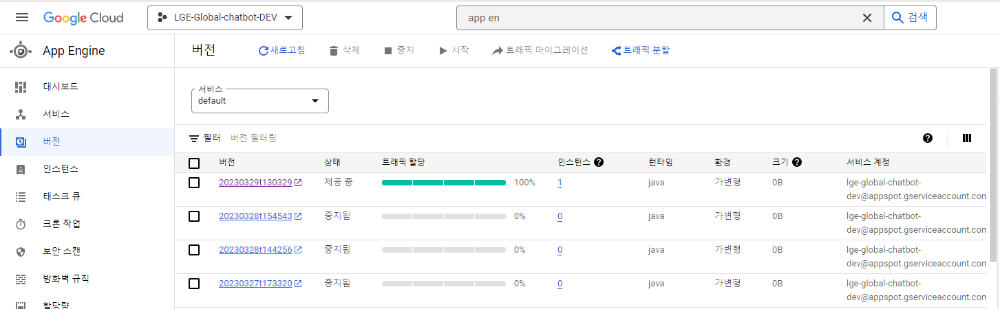 Google Cloud LGE-Global-chatbot-DEV app en 검색
App Engine 버전 새로고침 삭제 중지 시작 트래픽 마이그레이션 트래픽 분할
대시보드
서비스
버전
인스턴스
태스크 큐
크론 작업
보안 스캔
방화벽 규칙
할당량
서비스
default
필터 버전 필터링
버전 상태 트래픽 할당 인스턴스 런타임 환경 크기 서비스 계정
20230329t130329 제공 중 100% 1 java 가변형 0B lge-global-chatbot-
dev@appspot.gserviceaccount.com
20230328t154543 중지됨 0% 0 java 가변형 0B lge-global-chatbot-
dev@appspot.gserviceaccount.com
20230328t144256 중지됨 0% 0 java 가변형 0B lge-global-chatbot-
dev@appspot.gserviceaccount.com
20230327t173320 중지됨 0% 0 java 가변형 0B lge-global-chatbot-
dev@appspot.gserviceaccount.com